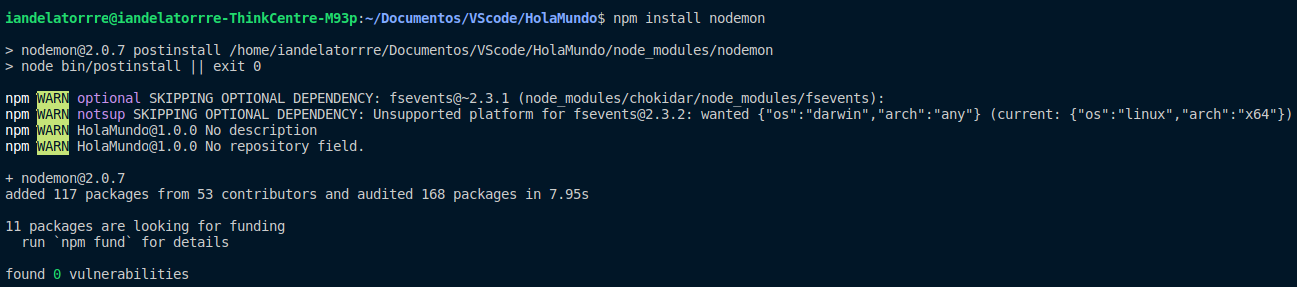 iandelatorrre@iandelatorrre-ThinkCentre-M93p:~/Documentos/VScode/HolaMundo$ npm install nodemon
> nodemon@2.0.7 postinstall /home/iandelatorrre/Documentos/VScode/HolaMundo/node_modules/nodemon
> node bin/postinstall || exit 0
npm WARN optional SKIPPING OPTIONAL DEPENDENCY: fsevents@~2.3.1 (node_modules/chokidar/node_modules/fsevents):
npm WARN notsup SKIPPING OPTIONAL DEPENDENCY: Unsupported platform for fsevents@2.3.2: wanted {"os":"darwin","arch":"any"} (current: {"os":"linux","arch":"x64"})
npm WARN HolaMundo@1.0.0 No description
npm WARN HolaMundo@1.0.0 No repository field.
+ nodemon@2.0.7
added 117 packages from 53 contributors and audited 168 packages in 7.95s
11 packages are looking for funding
  run `npm fund` for details
found 0 vulnerabilities